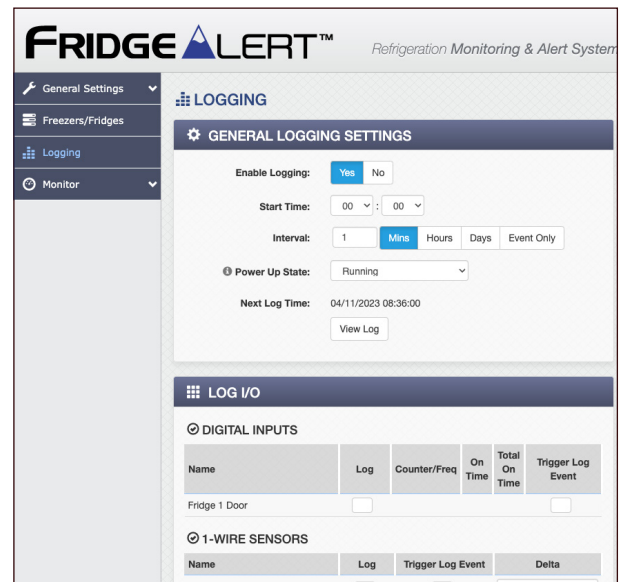 FRIDGE ALERT™
Refrigeration Monitoring & Alert System
General Settings
Freezers/Fridges
Logging
Monitor
LOGGING
GENERAL LOGGING SETTINGS
Enable Logging: Yes No
Start Time: 00 : 00
Interval: 1 Mins Hours Days Event Only
Power Up State: Running
Next Log Time: 04/11/2023 08:36:00
View Log
LOG I/O
DIGITAL INPUTS
Name Log Counter/Freq On Time Total On Time Trigger Log Event
Fridge 1 Door
1-WIRE SENSORS
Name Log Trigger Log Event Delta